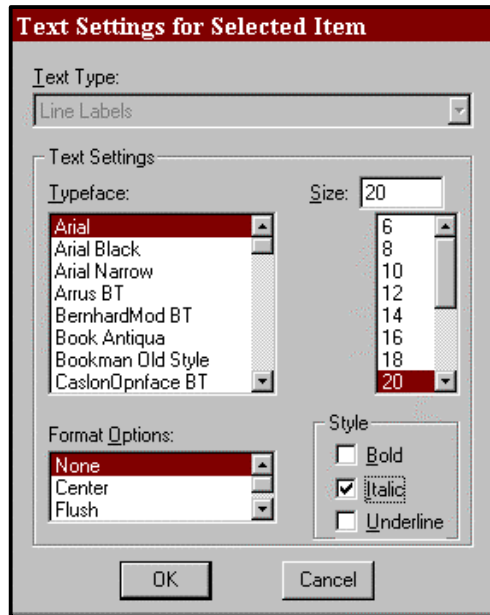 Text Settings for Selected Item
Text Type:
Line Labels
Text Settings
Typeface:
Size: 20
Arial
Arial Black
Arial Narrow
Arrus BT
BernhardMod BT
Book Antiqua
Bookman Old Style
CaslonOpnface BT
6
8
10
12
14
16
18
20
Format Options:
None
Center
Flush
Style
Bold
Italic
Underline
OK
Cancel